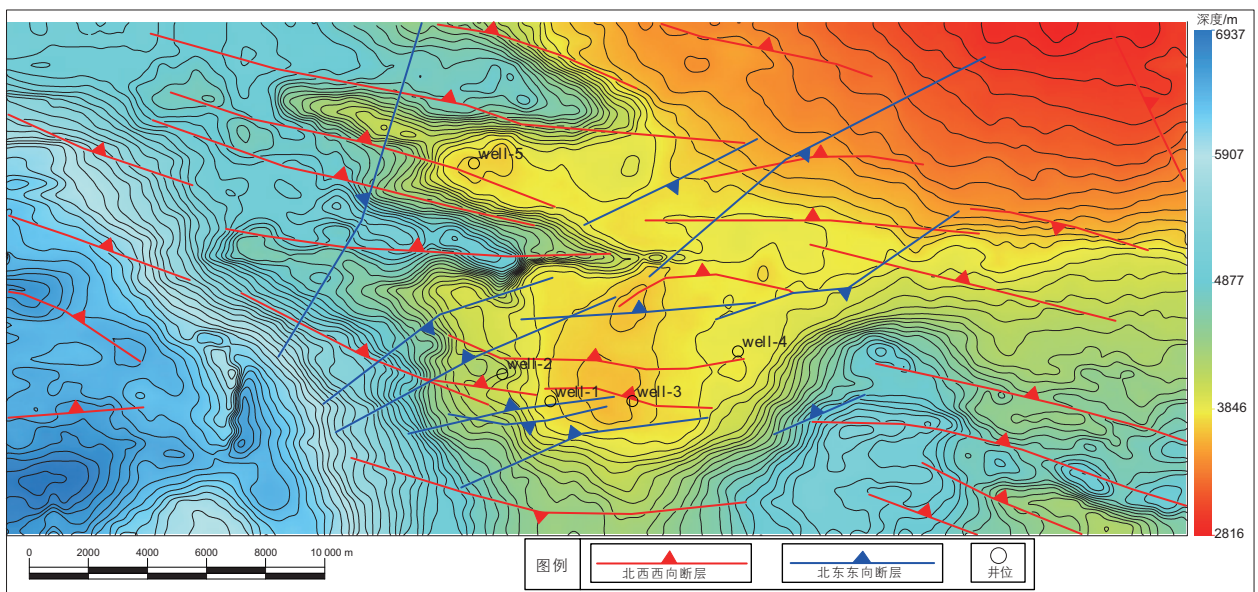 深度/m
6937
5907
4877
3846
2816
well-5
well-4
well-2
well-1
well-3
0
2000
4000
6000
8000
10 000 m
图例
北西西向断层
北东东向断层
井位